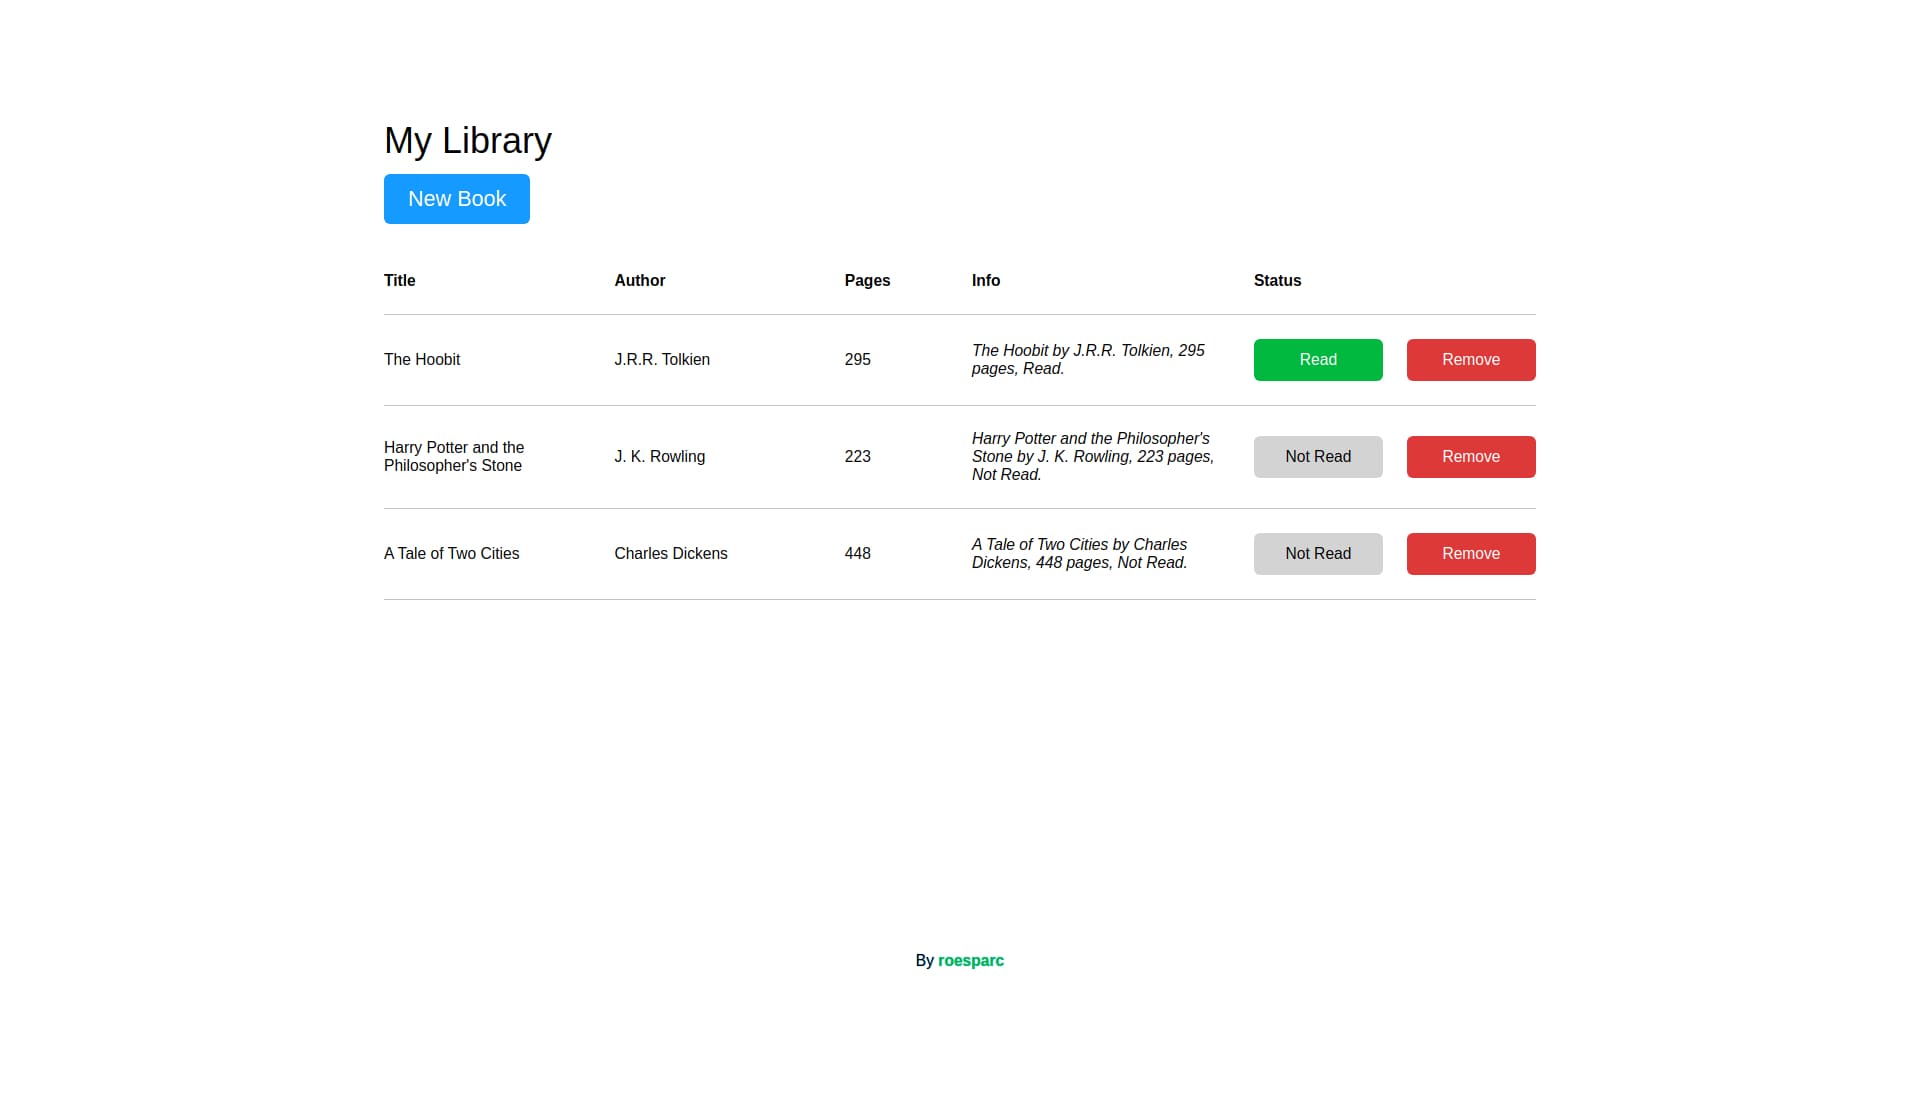 My Library
New Book
Title Author Pages Info Status
The Hoobit J.R.R. Tolkien 295 The Hoobit by J.R.R. Tolkien, 295
pages, Read. Read Remove
Harry Potter and the
Philosopher's Stone J. K. Rowling 223 Harry Potter and the Philosopher's
Stone by J. K. Rowling, 223 pages,
Not Read. Not Read Remove
A Tale of Two Cities Charles Dickens 448 A Tale of Two Cities by Charles
Dickens, 448 pages, Not Read. Not Read Remove
By roesparc